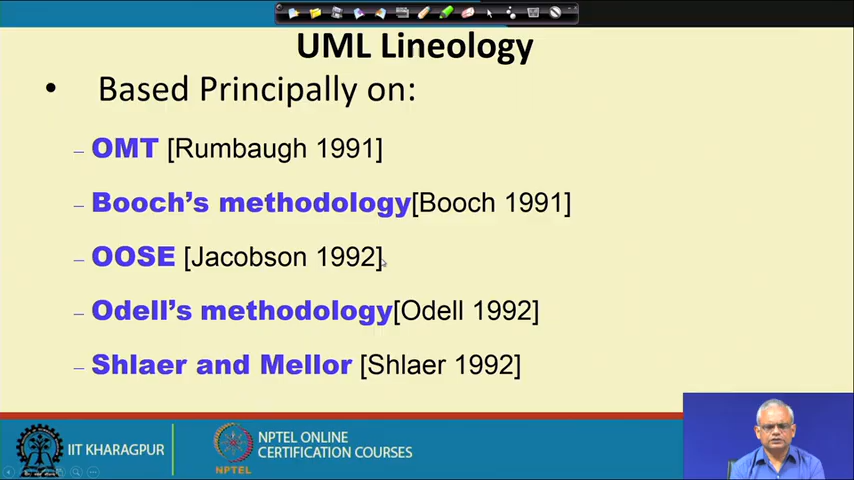 UML Lineology
• Based Principally on:
– OMT [Rumbaugh 1991]
– Booch's methodology[Booch 1991]
– OOSE [Jacobson 1992]
– Odell's methodology[Odell 1992]
– Shlaer and Mellor [Shlaer 1992]
IIT KHARAGPUR
NPTEL
NPTEL ONLINE
CERTIFICATION COURSES